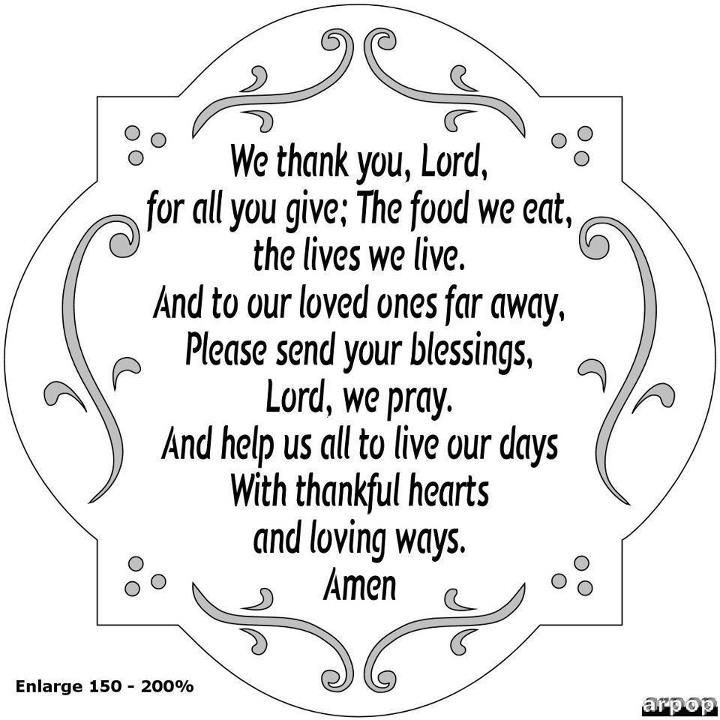 We thank you, Lord,
for all you give; The food we eat,
the lives we live.
And to our loved ones far away,
Please send your blessings,
Lord, we pray.
And help us all to live our days
With thankful hearts
and loving ways.
Amen
Enlarge 150 - 200%
arpop